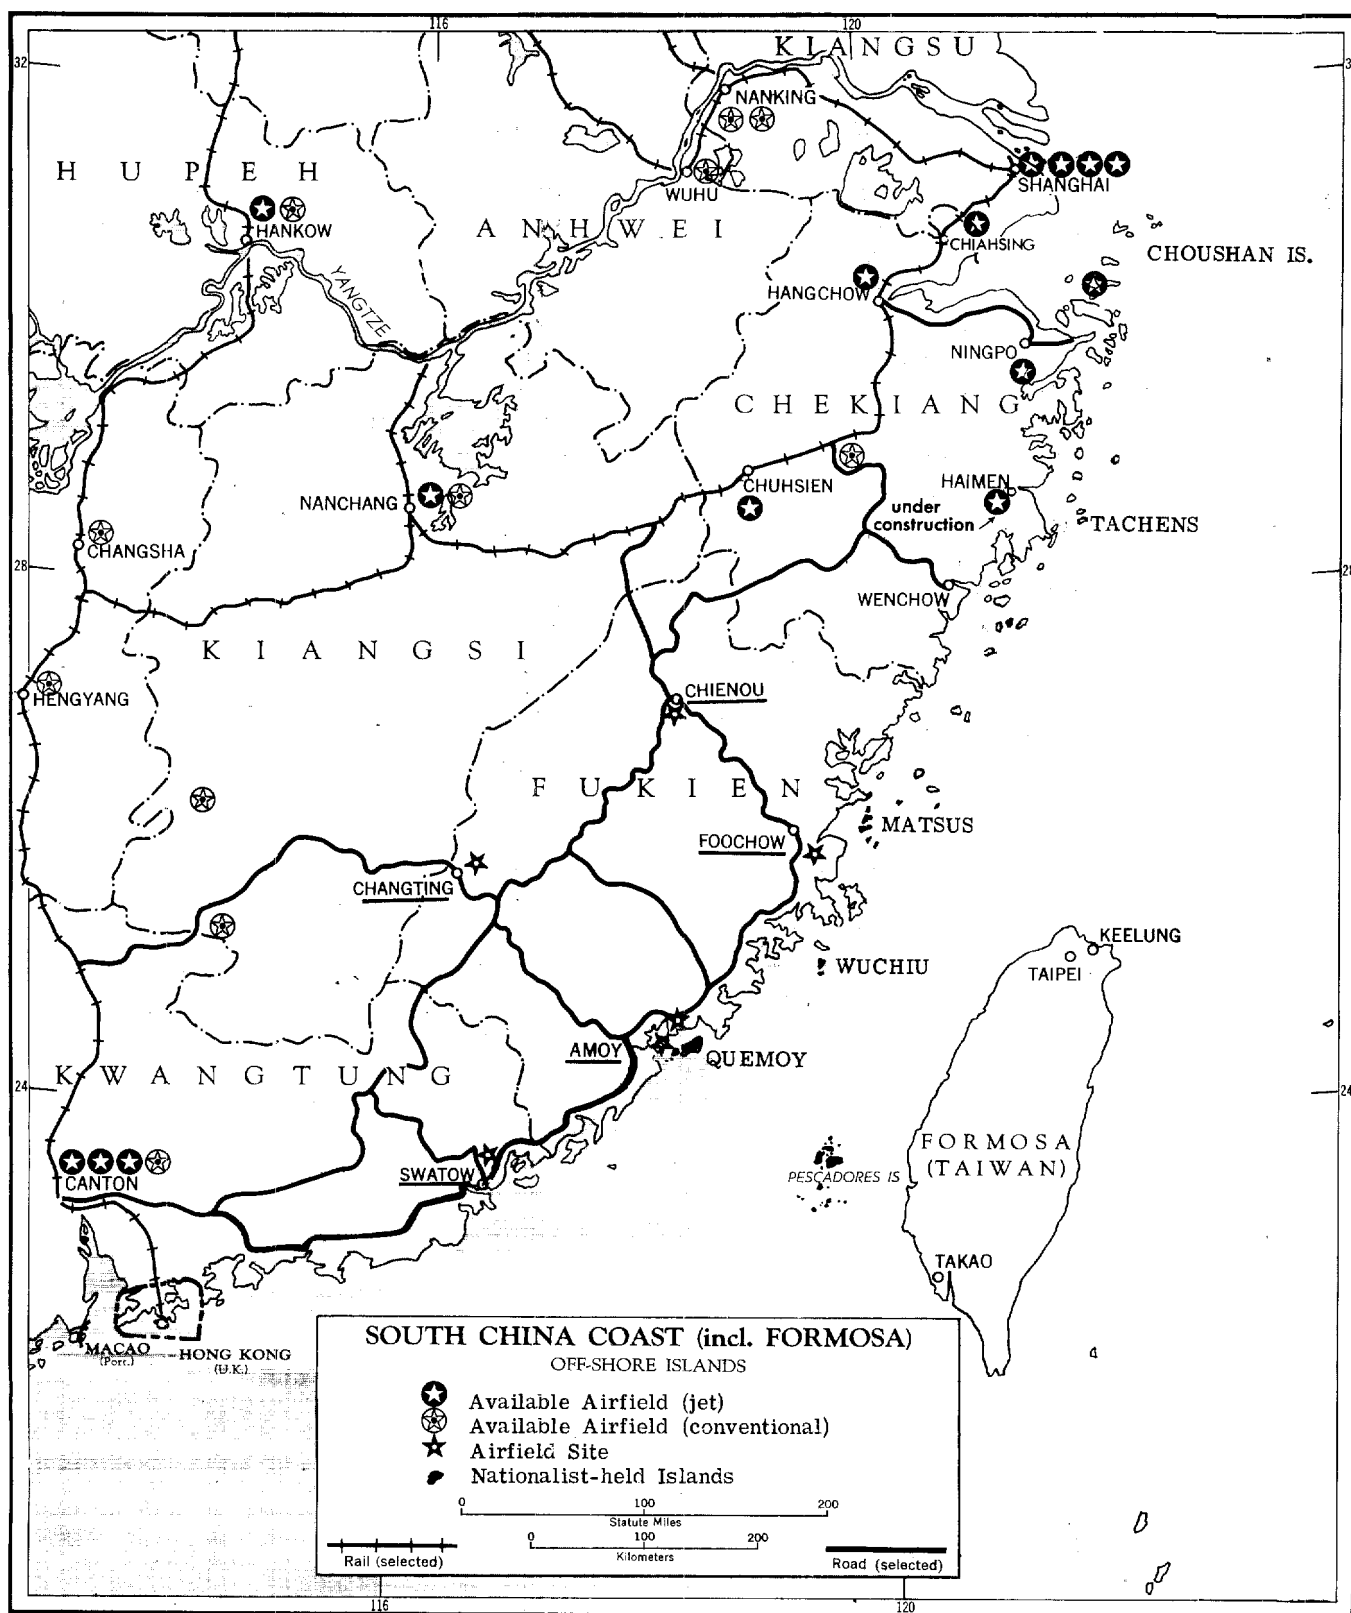 116
120
32
KIANGSU
NANKING
HUPEH
WUHU
SHANGHAI
HANKOW
ANHWEI
CHIAHSING
CHOUSHAN IS.
YANGTZE
HANGCHOW
NINGPO
CHEKIANG
CHUHSIEN
HAIMEN
NANCHANG
under
construction
TACHENS
CHANGSHA
28
WENCHOW
KIANGSI
HENGYANG
CHIENOU
FUKIEN
MATSUS
FOOCHOW
CHANGTING
KEELUNG
TAIPEI
WUCHIU
AMOY
QUEMOY
KWANGTUNG
24
24
FORMOSA
(TAIWAN)
PESCADORES IS
SWATOW
CANTON
TAKAO
MACAO
(Port.)
HONG KONG
(U.K.)
SOUTH CHINA COAST (incl. FORMOSA)
OFF-SHORE ISLANDS
Available Airfield (jet)
Available Airfield (conventional)
Airfield Site
Nationalist-held Islands
0 100 200
Statute Miles
0 100 200
Kilometers
Rail (selected)
Road (selected)
116
120